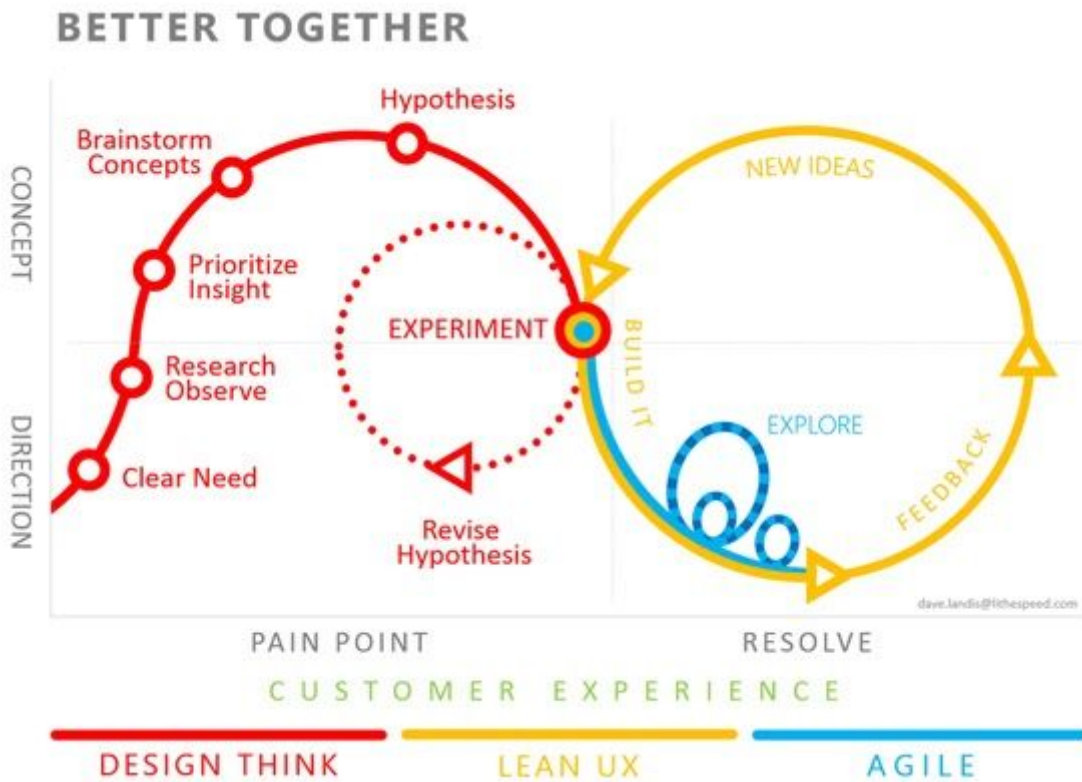 BETTER TOGETHER
Hypothesis
Brainstorm
Concepts
NEW IDEAS
CONCEPT
Prioritize
Insight
EXPERIMENT
BUILD IT
Research
Observe
EXPLORE
DIRECTION
Clear Need
FEEDBACK
Revise
Hypothesis
dave.landis@lithespeed.com
PAIN POINT
RESOLVE
CUSTOMER EXPERIENCE
DESIGN THINK
LEAN UX
AGILE